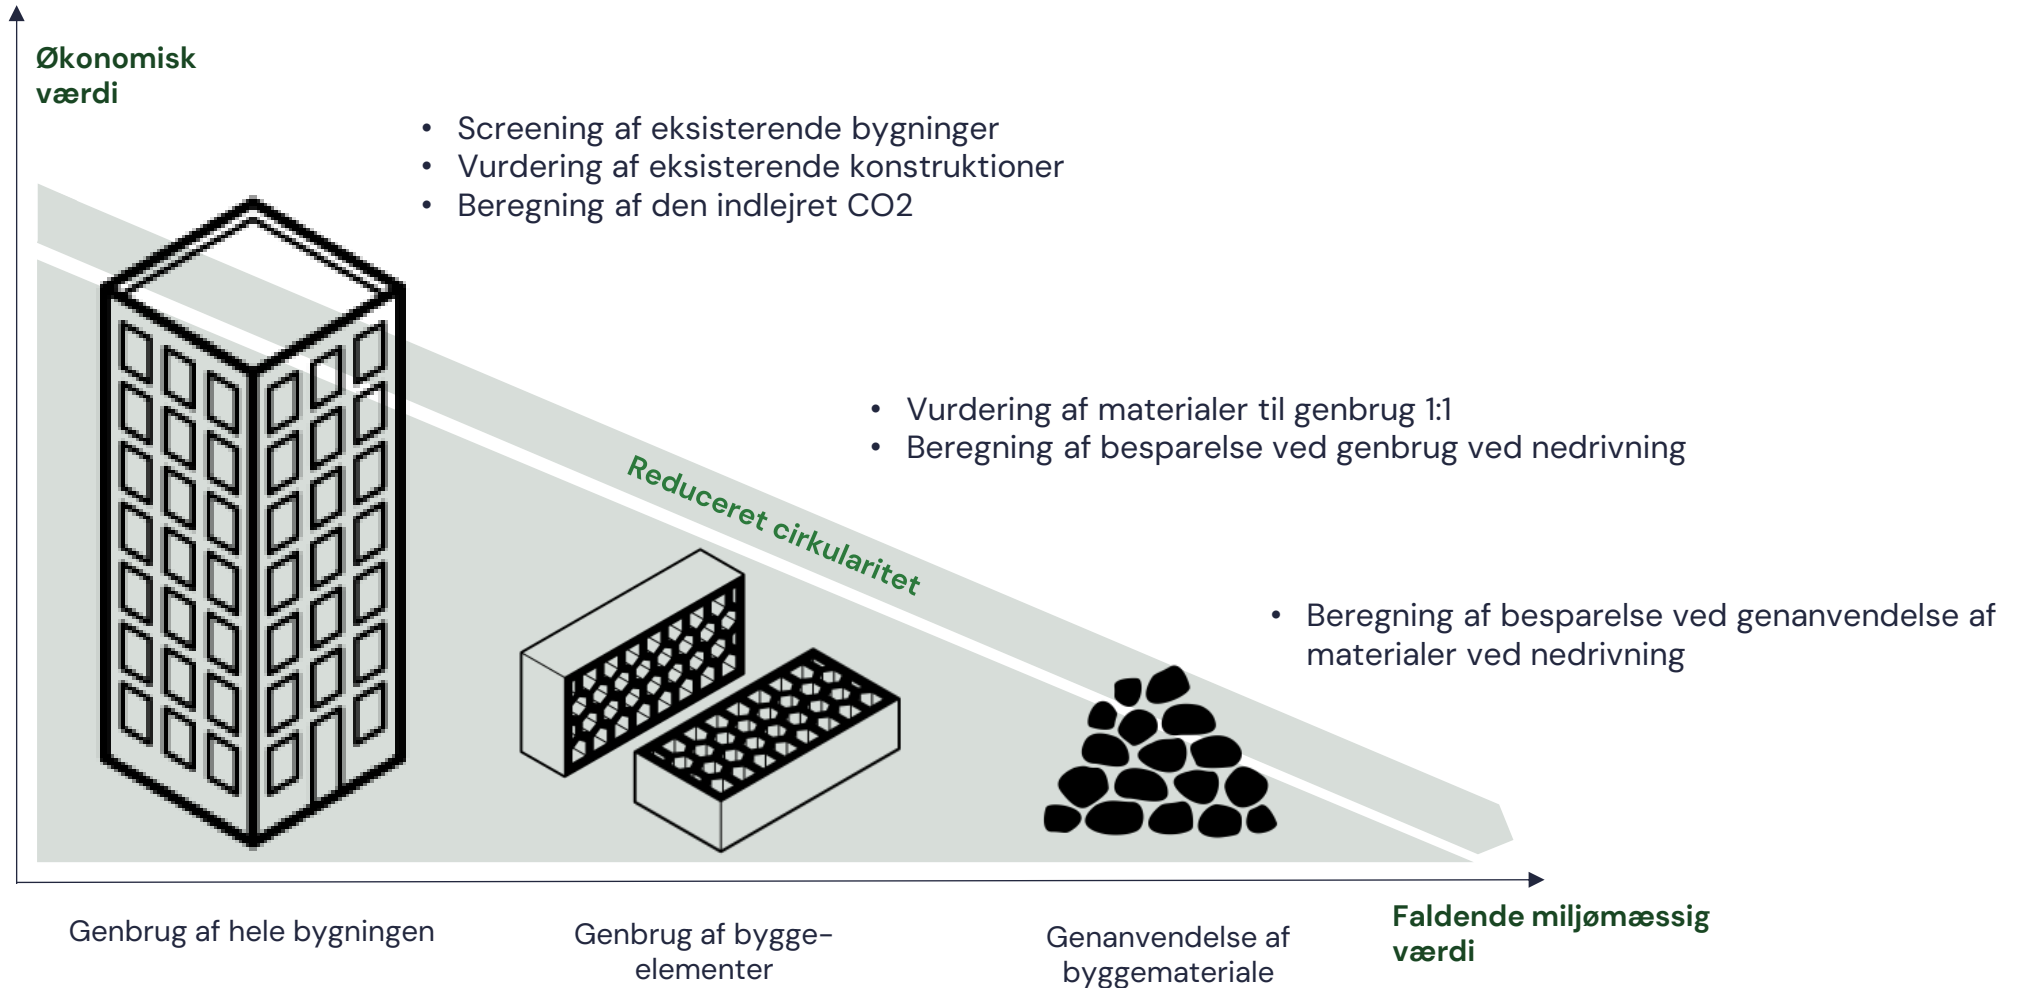 Økonomisk
værdi
• Screening af eksisterende bygninger
• Vurdering af eksisterende konstruktioner
• Beregning af den indlejret CO2
• Vurdering af materialer til genbrug 1:1
• Beregning af besparelse ved genbrug ved nedrivning
Reduceret cirkularitet
• Beregning af besparelse ved genanvendelse af
materialer ved nedrivning
Genbrug af hele bygningen
Genbrug af bygge-
elementer
Genanvendelse af
byggemateriale
Faldende miljømæssig
værdi